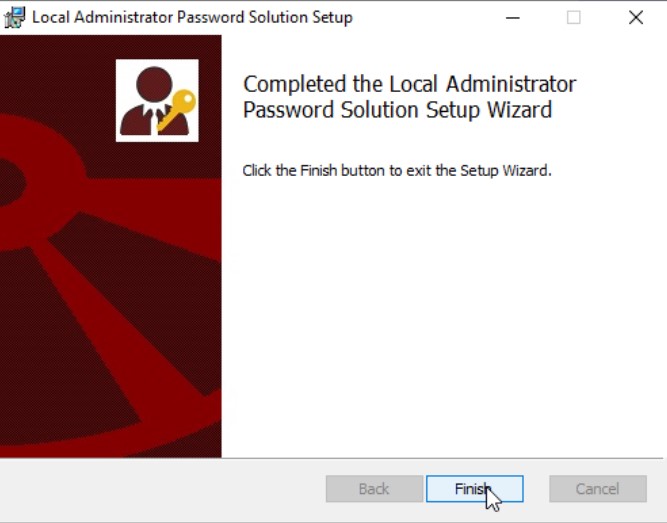 Local Administrator Password Solution Setup
Completed the Local Administrator
Password Solution Setup Wizard
Click the Finish button to exit the Setup Wizard.
Back
Finish
Cancel